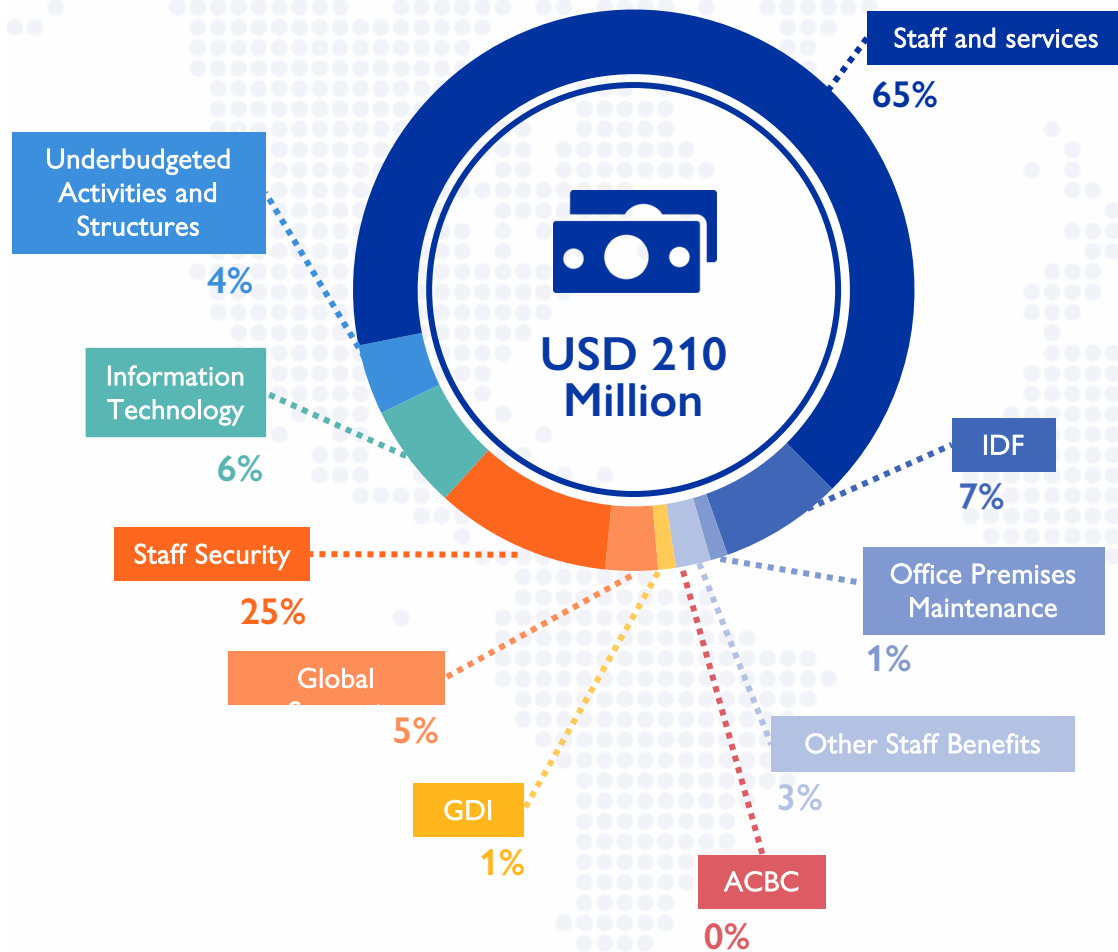 Staff and services
65%
Underbudgeted
Activities and
Structures
4%
USD 210
Million
Information
Technology
6%
IDF
7%
Staff Security
25%
Office Premises
Maintenance
1%
Global
5%
Other Staff Benefits
3%
GDI
1%
ACBC
0%